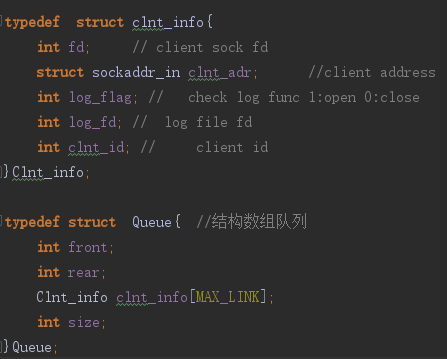 typedef  struct clnt_info{
    int fd;     // client sock fd
    struct sockaddr_in clnt_adr;      //client address
    int log_flag; //   check log func 1:open 0:close
    int log_fd; //  log file fd
    int clnt_id; //     client id
}Clnt_info;

typedef struct  Queue{  //结构数组队列
    int front;
    int rear;
    Clnt_info clnt_info[MAX_LINK];
    int size;
}Queue;